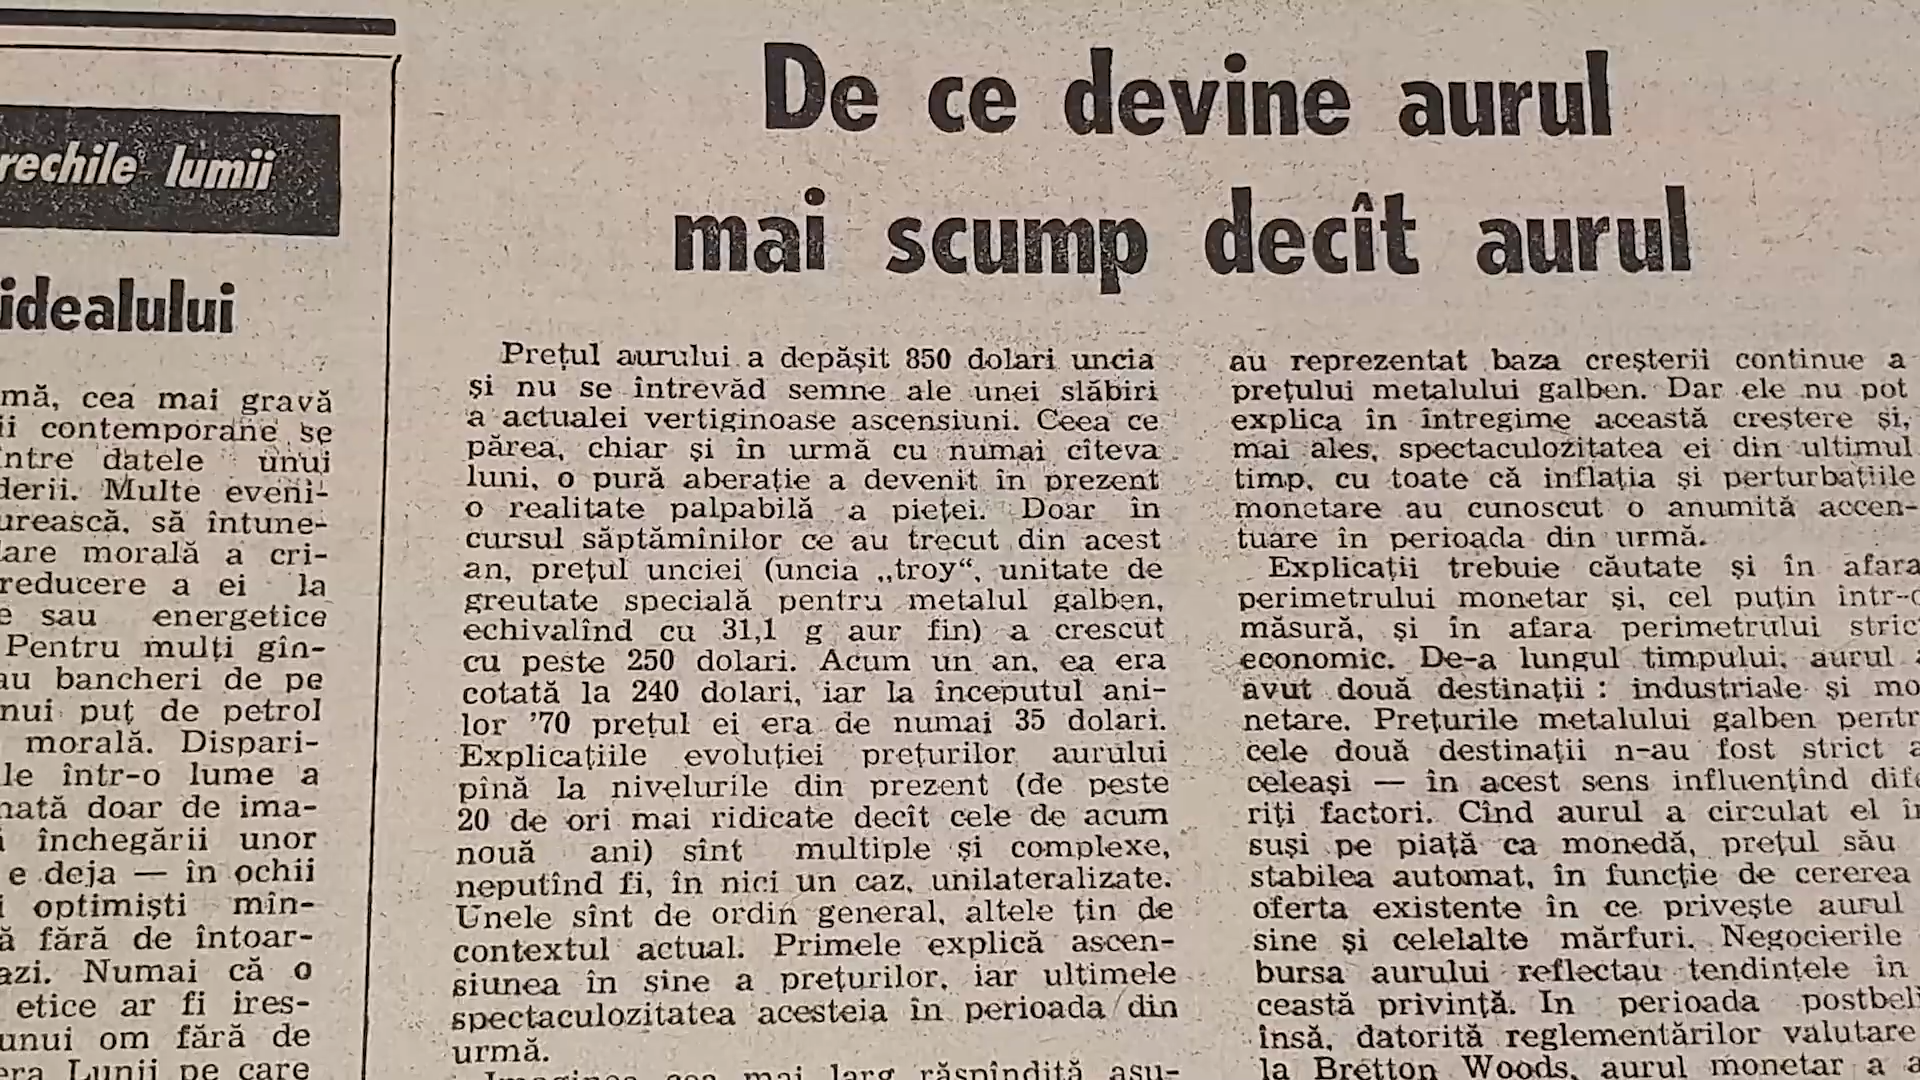 rechile lumii
idealului
mă, cea mai gravă
ii contemporane se
între datele unui
derii. Multe eveni-
urească, să întune-
lare morală a cri-
reducere a ei la
e sau energetice
Pentru mulți gîn-
au bancheri de pe
nui puț de petrol
morală. Dispari-
le într-o lume a
nată doar de ima-
i închegării unor
e deja — în ochii
i optimiști mîn-
ă fără de întoar-
azi. Numai că o
etice ar fi ires-
unui om fără de
era Lunii pe care
De ce devine aurul
mai scump decît aurul
Prețul aurului a depășit 850 dolari uncia
și nu se întrevăd semne ale unei slăbiri
a actualei vertiginoase ascensiuni. Ceea ce
părea, chiar și în urmă cu numai cîteva
luni, o pură aberație a devenit în prezent
o realitate palpabilă a pieței. Doar în
cursul săptămînilor ce au trecut din acest
an, prețul unciei (uncia „troy“, unitate de
greutate specială pentru metalul galben,
echivalînd cu 31,1 g aur fin) a crescut
cu peste 250 dolari. Acum un an, ea era
cotată la 240 dolari, iar la începutul ani-
lor ’70 prețul ei era de numai 35 dolari.
Explicațiile evoluției prețurilor aurului
pînă la nivelurile din prezent (de peste
20 de ori mai ridicate decît cele de acum
nouă ani) sînt multiple și complexe,
neputînd fi, în nici un caz, unilateralizate.
Unele sînt de ordin general, altele țin de
contextul actual. Primele explică ascen-
siunea în sine a prețurilor, iar ultimele
spectaculozitatea acesteia în perioada din
urmă.
Imaginea cea mai larg răspîndită asu-
au reprezentat baza creșterii continue a
prețului metalului galben. Dar ele nu pot
explica în întregime această creștere și,
mai ales, spectaculozitatea ei din ultimul
timp, cu toate că inflația și perturbațiile
monetare au cunoscut o anumită accen-
tuare în perioada din urmă.
Explicații trebuie căutate și în afara
perimetrului monetar și, cel puțin într-o
măsură, și în afara perimetrului strict
economic. De-a lungul timpului, aurul a
avut două destinații : industriale și mo
netare. Prețurile metalului galben pentr
cele două destinații n-au fost strict a
celeași — în acest sens influențînd dife
riți factori. Cînd aurul a circulat el în
suși pe piață ca monedă, prețul său
stabilea automat, în funcție de cererea
oferta existente în ce privește aurul
sine și celelalte mărfuri. Negocierile
bursa aurului reflectau tendințele în
ceastă privință. In perioada postbeli
însă, datorită reglementărilor valutare
la Bretton Woods, aurul monetar a a